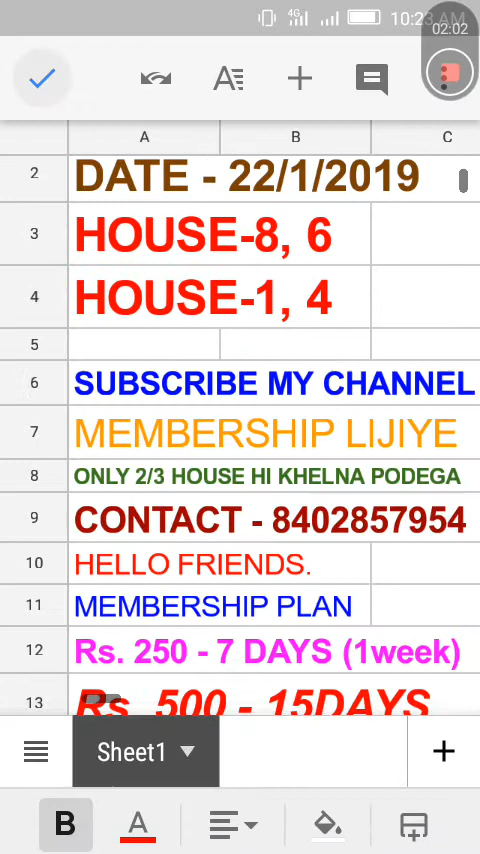 4G
10:23 AM
02:02
A B C
2 DATE - 22/1/2019
3 HOUSE-8, 6
4 HOUSE-1, 4
5
6 SUBSCRIBE MY CHANNEL
7 MEMBERSHIP LIJIYE
8 ONLY 2/3 HOUSE HI KHELNA PODEGA
9 CONTACT - 8402857954
10 HELLO FRIENDS.
11 MEMBERSHIP PLAN
12 Rs. 250 - 7 DAYS (1week)
13 Rs. 500 - 15DAYS
Sheet1
B A